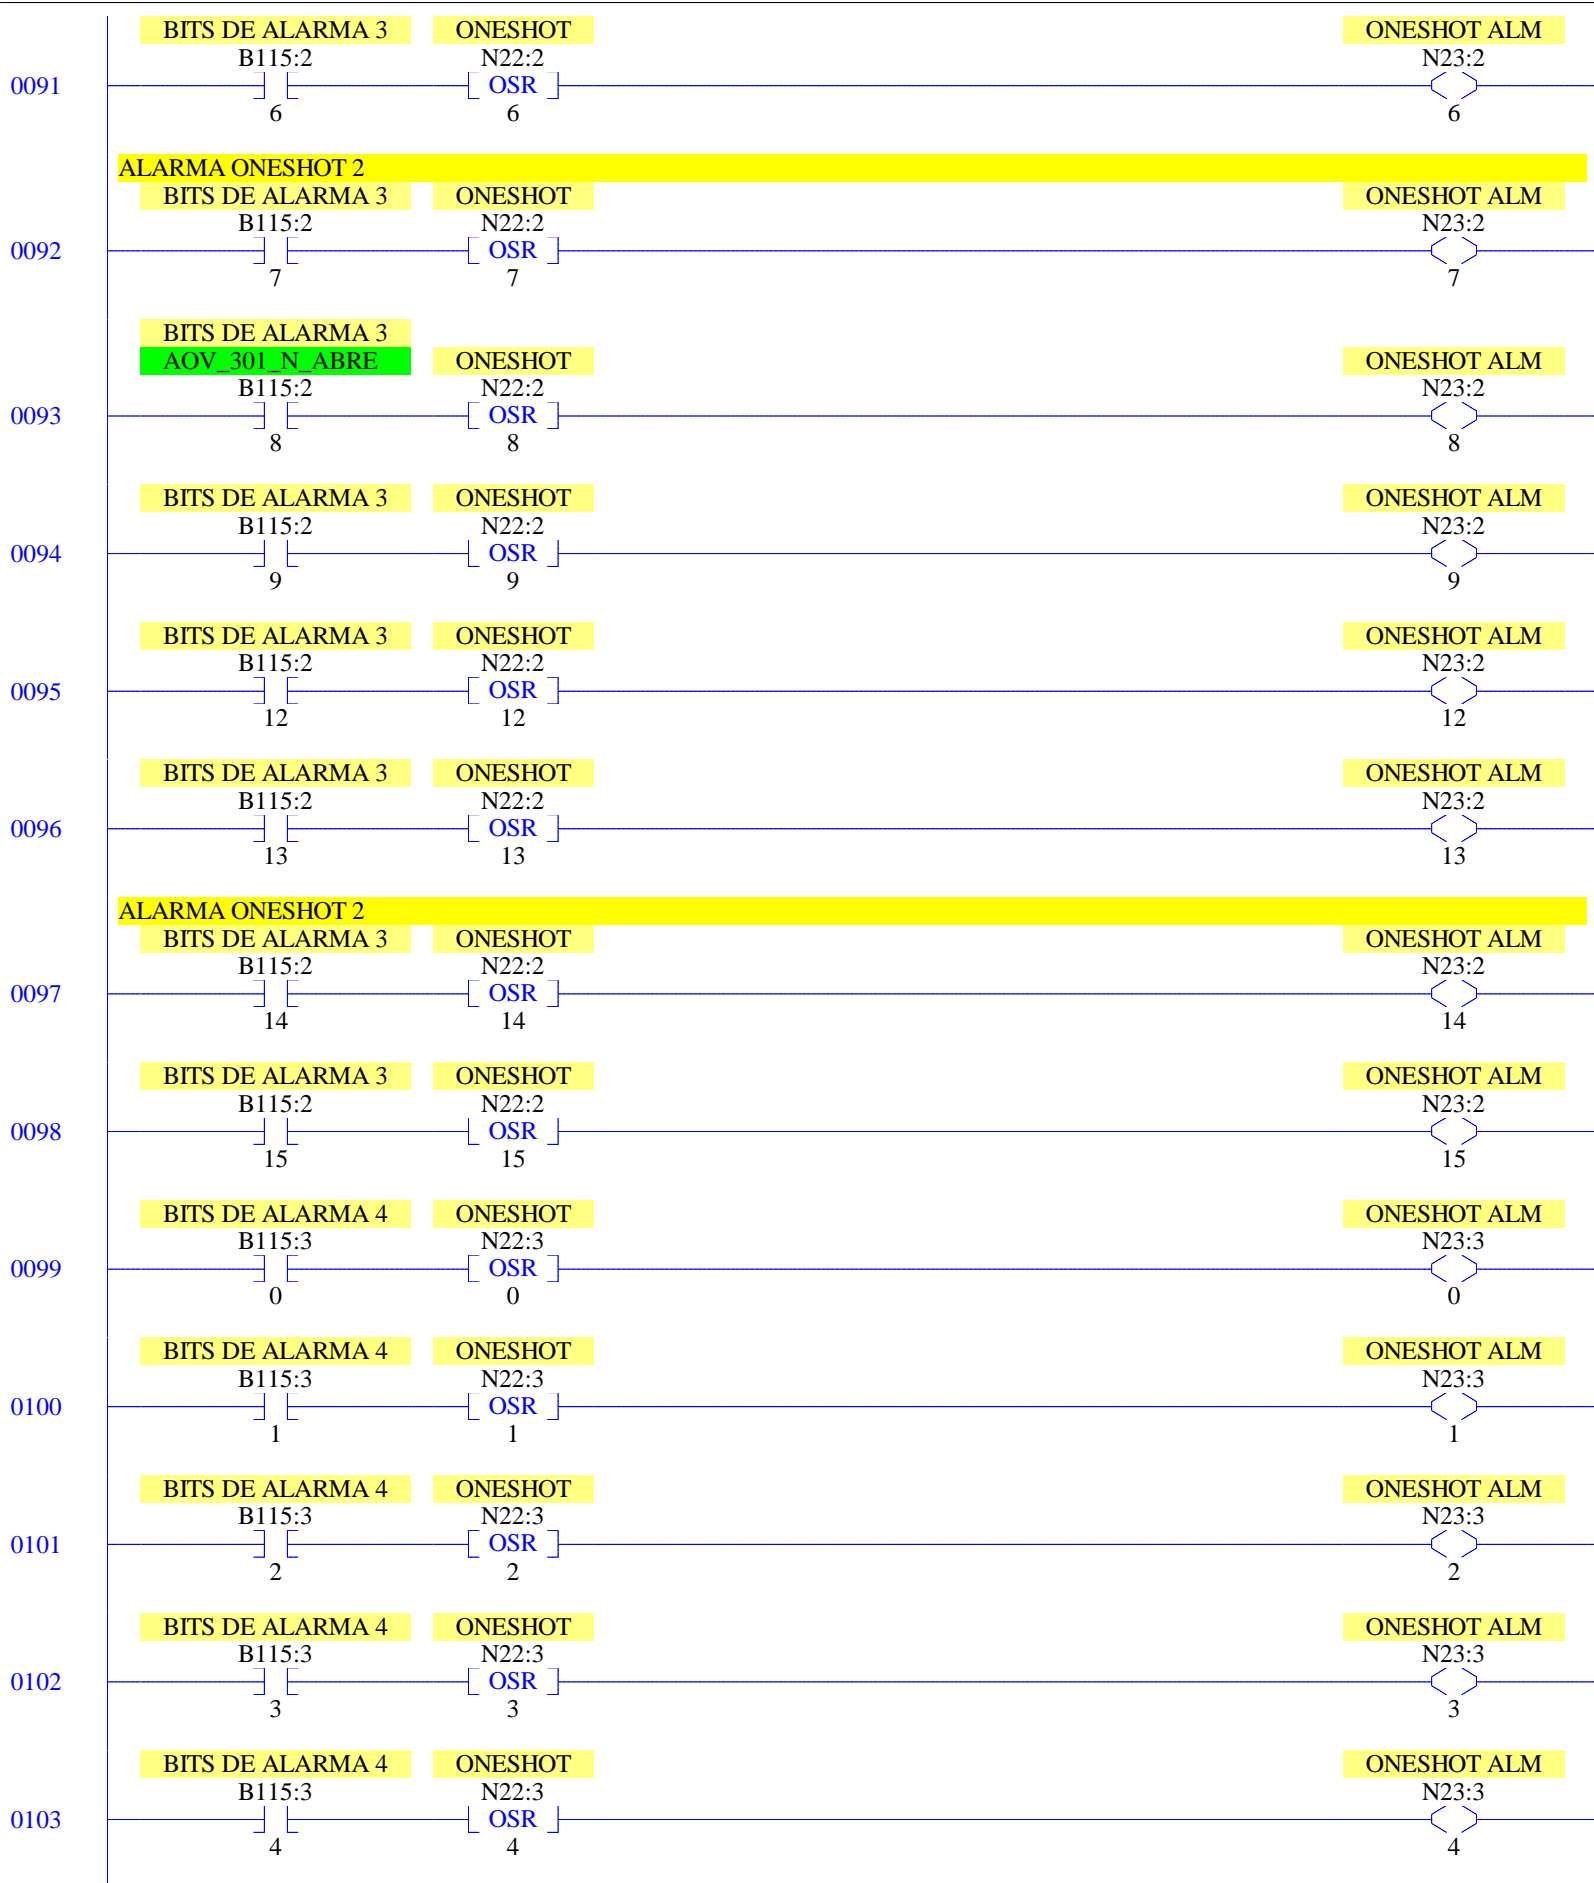 BITS DE ALARMA 3 ONESHOT ONESHOT ALM
B115:2 N22:2 N23:2
0091 OSR
6 6 6
ALARMA ONESHOT 2
BITS DE ALARMA 3 ONESHOT ONESHOT ALM
B115:2 N22:2 N23:2
0092 OSR
7 7 7
BITS DE ALARMA 3
AOV_301_N_ABRE ONESHOT ONESHOT ALM
B115:2 N22:2 N23:2
0093 OSR
8 8 8
BITS DE ALARMA 3 ONESHOT ONESHOT ALM
B115:2 N22:2 N23:2
0094 OSR
9 9 9
BITS DE ALARMA 3 ONESHOT ONESHOT ALM
B115:2 N22:2 N23:2
0095 OSR
12 12 12
BITS DE ALARMA 3 ONESHOT ONESHOT ALM
B115:2 N22:2 N23:2
0096 OSR
13 13 13
ALARMA ONESHOT 2
BITS DE ALARMA 3 ONESHOT ONESHOT ALM
B115:2 N22:2 N23:2
0097 OSR
14 14 14
BITS DE ALARMA 3 ONESHOT ONESHOT ALM
B115:2 N22:2 N23:2
0098 OSR
15 15 15
BITS DE ALARMA 4 ONESHOT ONESHOT ALM
B115:3 N22:3 N23:3
0099 OSR
0 0 0
BITS DE ALARMA 4 ONESHOT ONESHOT ALM
B115:3 N22:3 N23:3
0100 OSR
1 1 1
BITS DE ALARMA 4 ONESHOT ONESHOT ALM
B115:3 N22:3 N23:3
0101 OSR
2 2 2
BITS DE ALARMA 4 ONESHOT ONESHOT ALM
B115:3 N22:3 N23:3
0102 OSR
3 3 3
BITS DE ALARMA 4 ONESHOT ONESHOT ALM
B115:3 N22:3 N23:3
0103 OSR
4 4 4